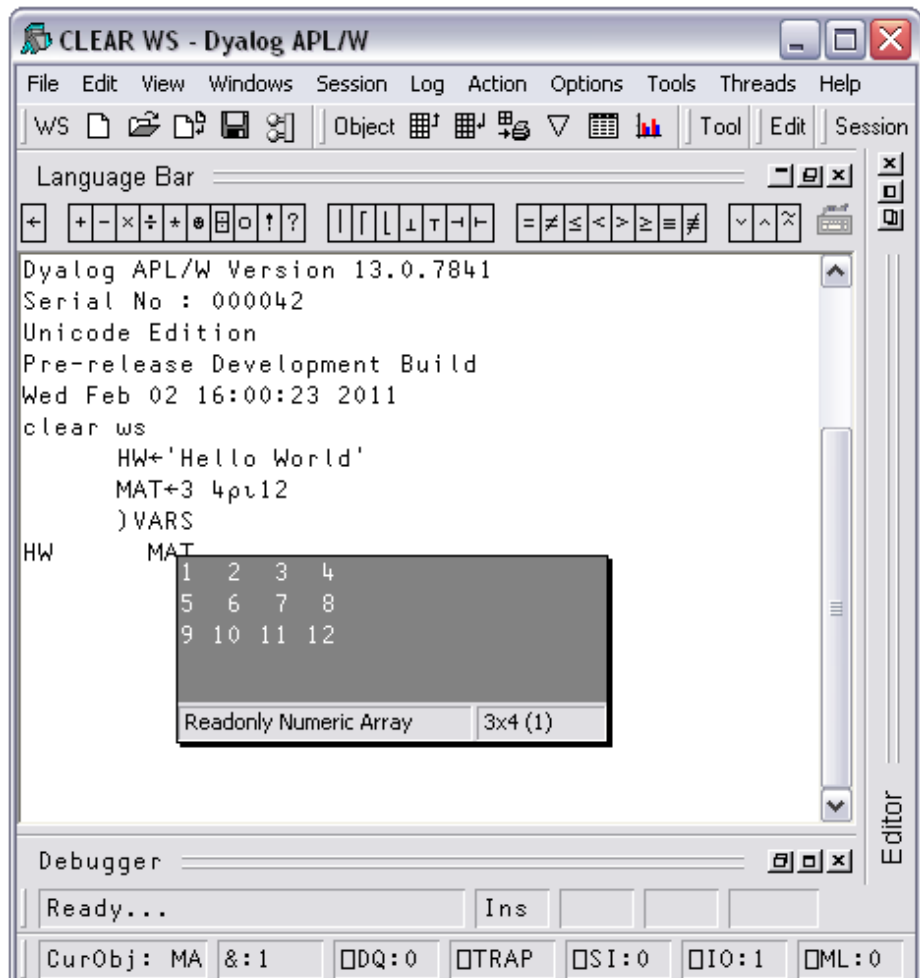 CLEAR WS - Dyalog APL/W
File Edit View Windows Session Log Action Options Tools Threads Help
WS Object Tool Edit Session
Language Bar
← + - × ÷ * ⍟ ⌹ ○ ! ? | ⌈ ⌊ ⊥ ⊤ ⊣ ⊢ = ≠ ≤ < > ≥ ≡ ≢ ∨ ∧ ⍲
Dyalog APL/W Version 13.0.7841
Serial No : 000042
Unicode Edition
Pre-release Development Build
Wed Feb 02 16:00:23 2011
clear ws
HW←'Hello World'
MAT←3 4⍴⍳12
)VARS
HW MAT
1 2 3 4
5 6 7 8
9 10 11 12
Readonly Numeric Array 3x4 (1)
Editor
Debugger
Ready... Ins
CurObj: MA &:1 ⎕DQ:0 ⎕TRAP ⎕SI:0 ⎕IO:1 ⎕ML:0